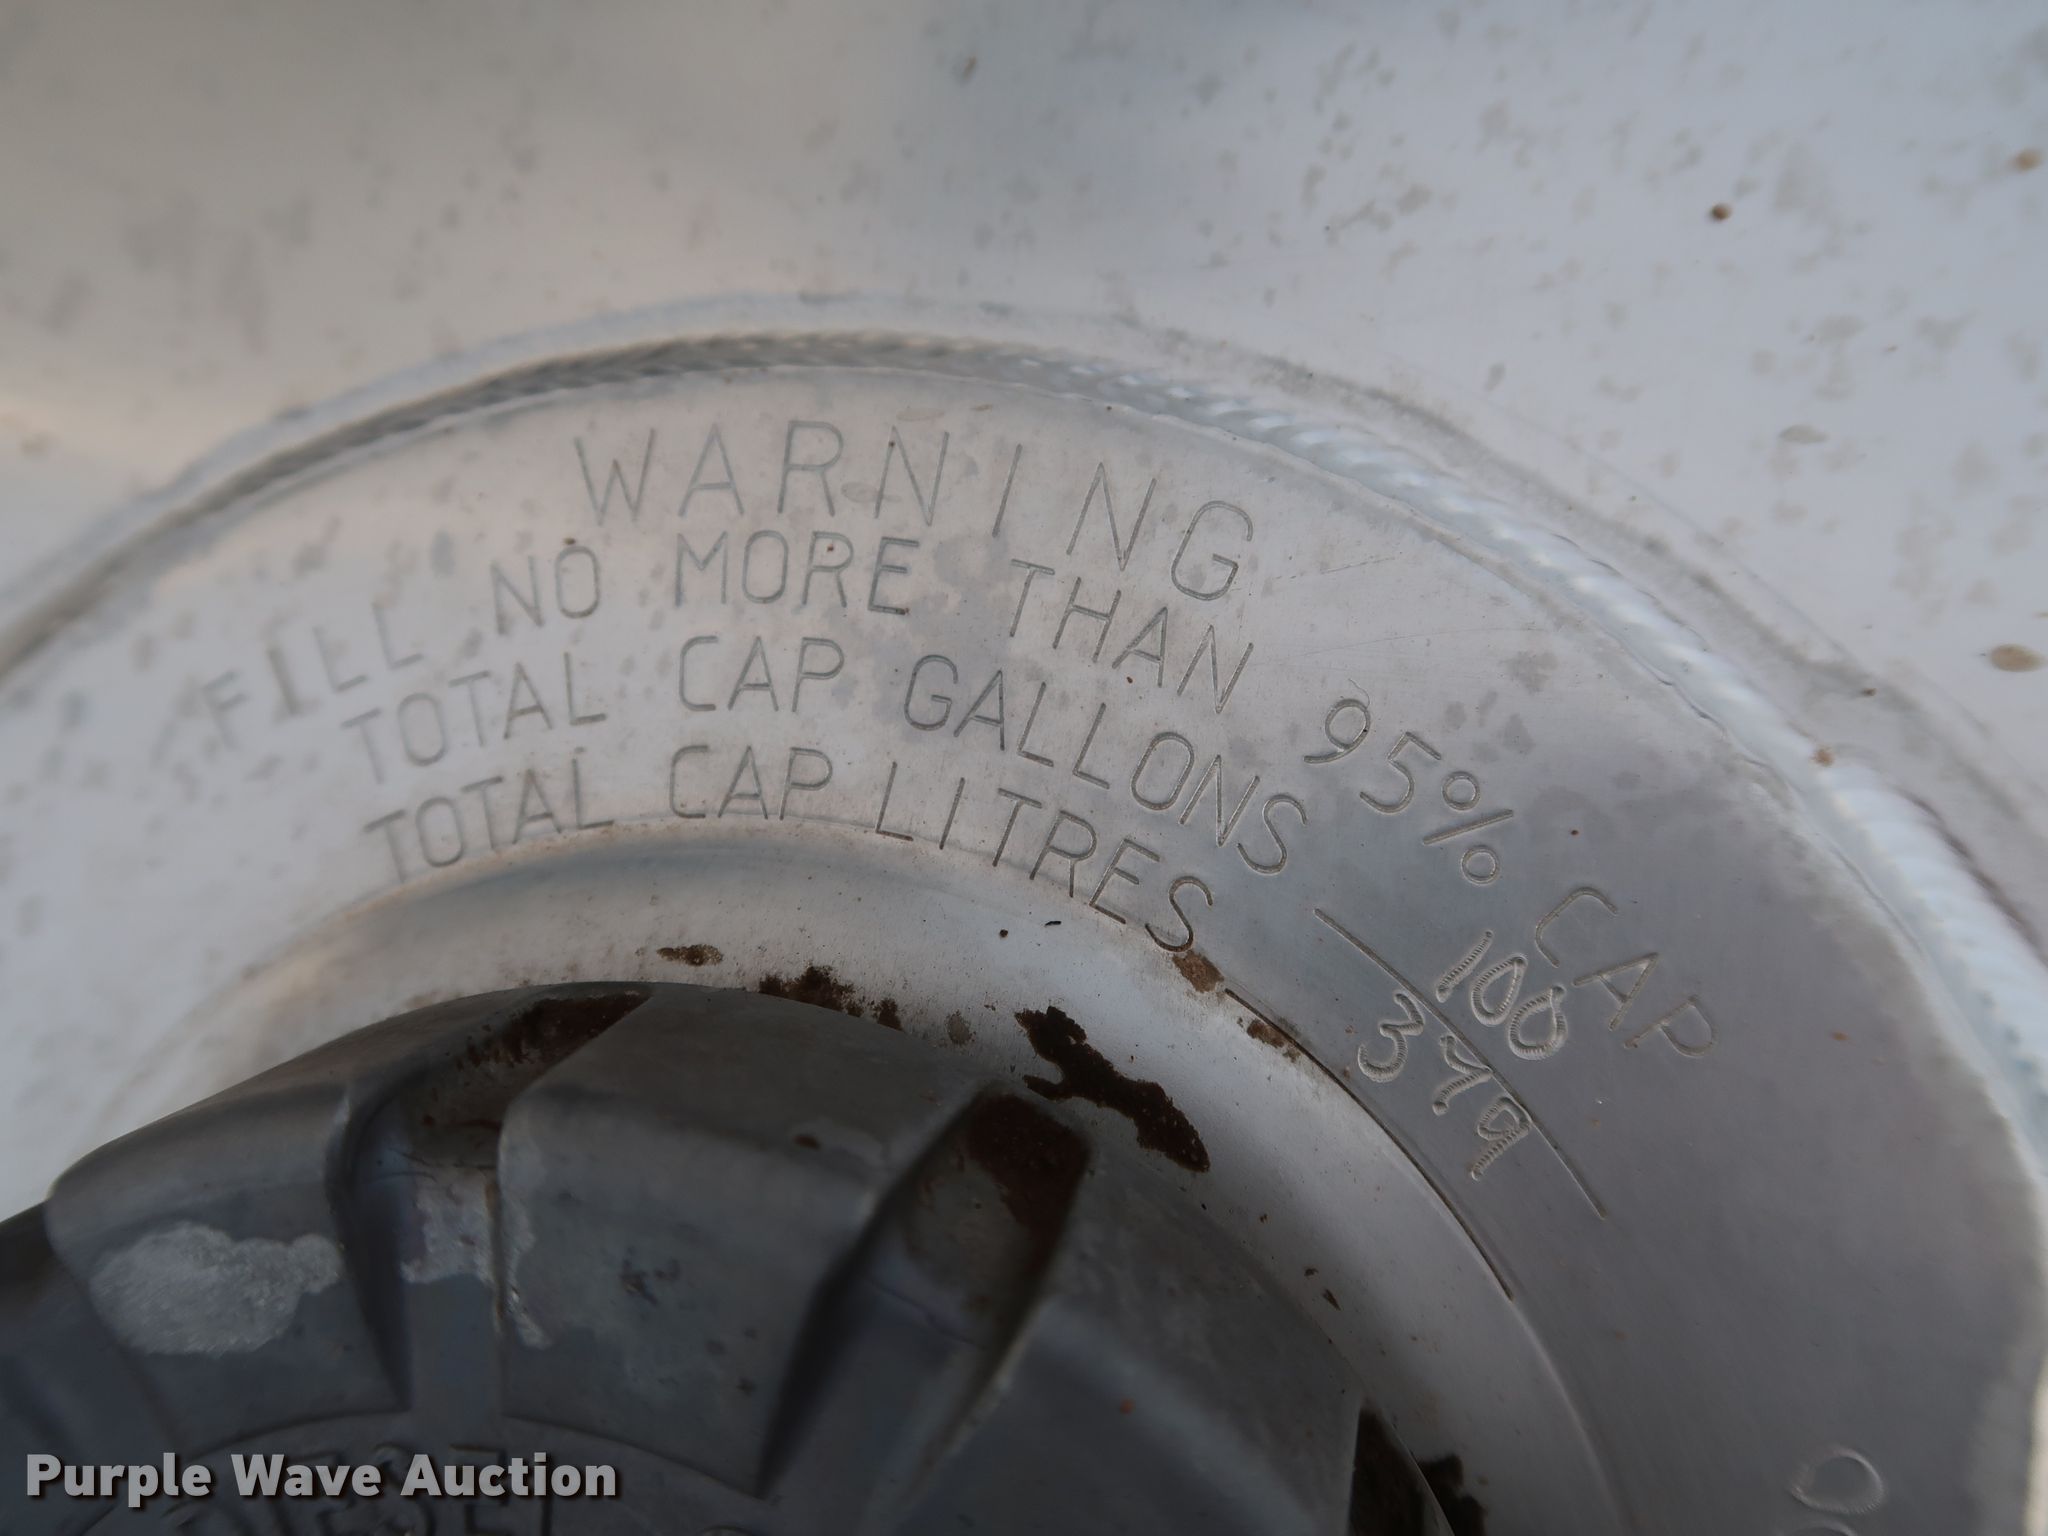 WARNING
FILL NO MORE THAN 95% CAP
TOTAL CAP GALLONS 100
TOTAL CAP LITRES 379
Purple Wave Auction